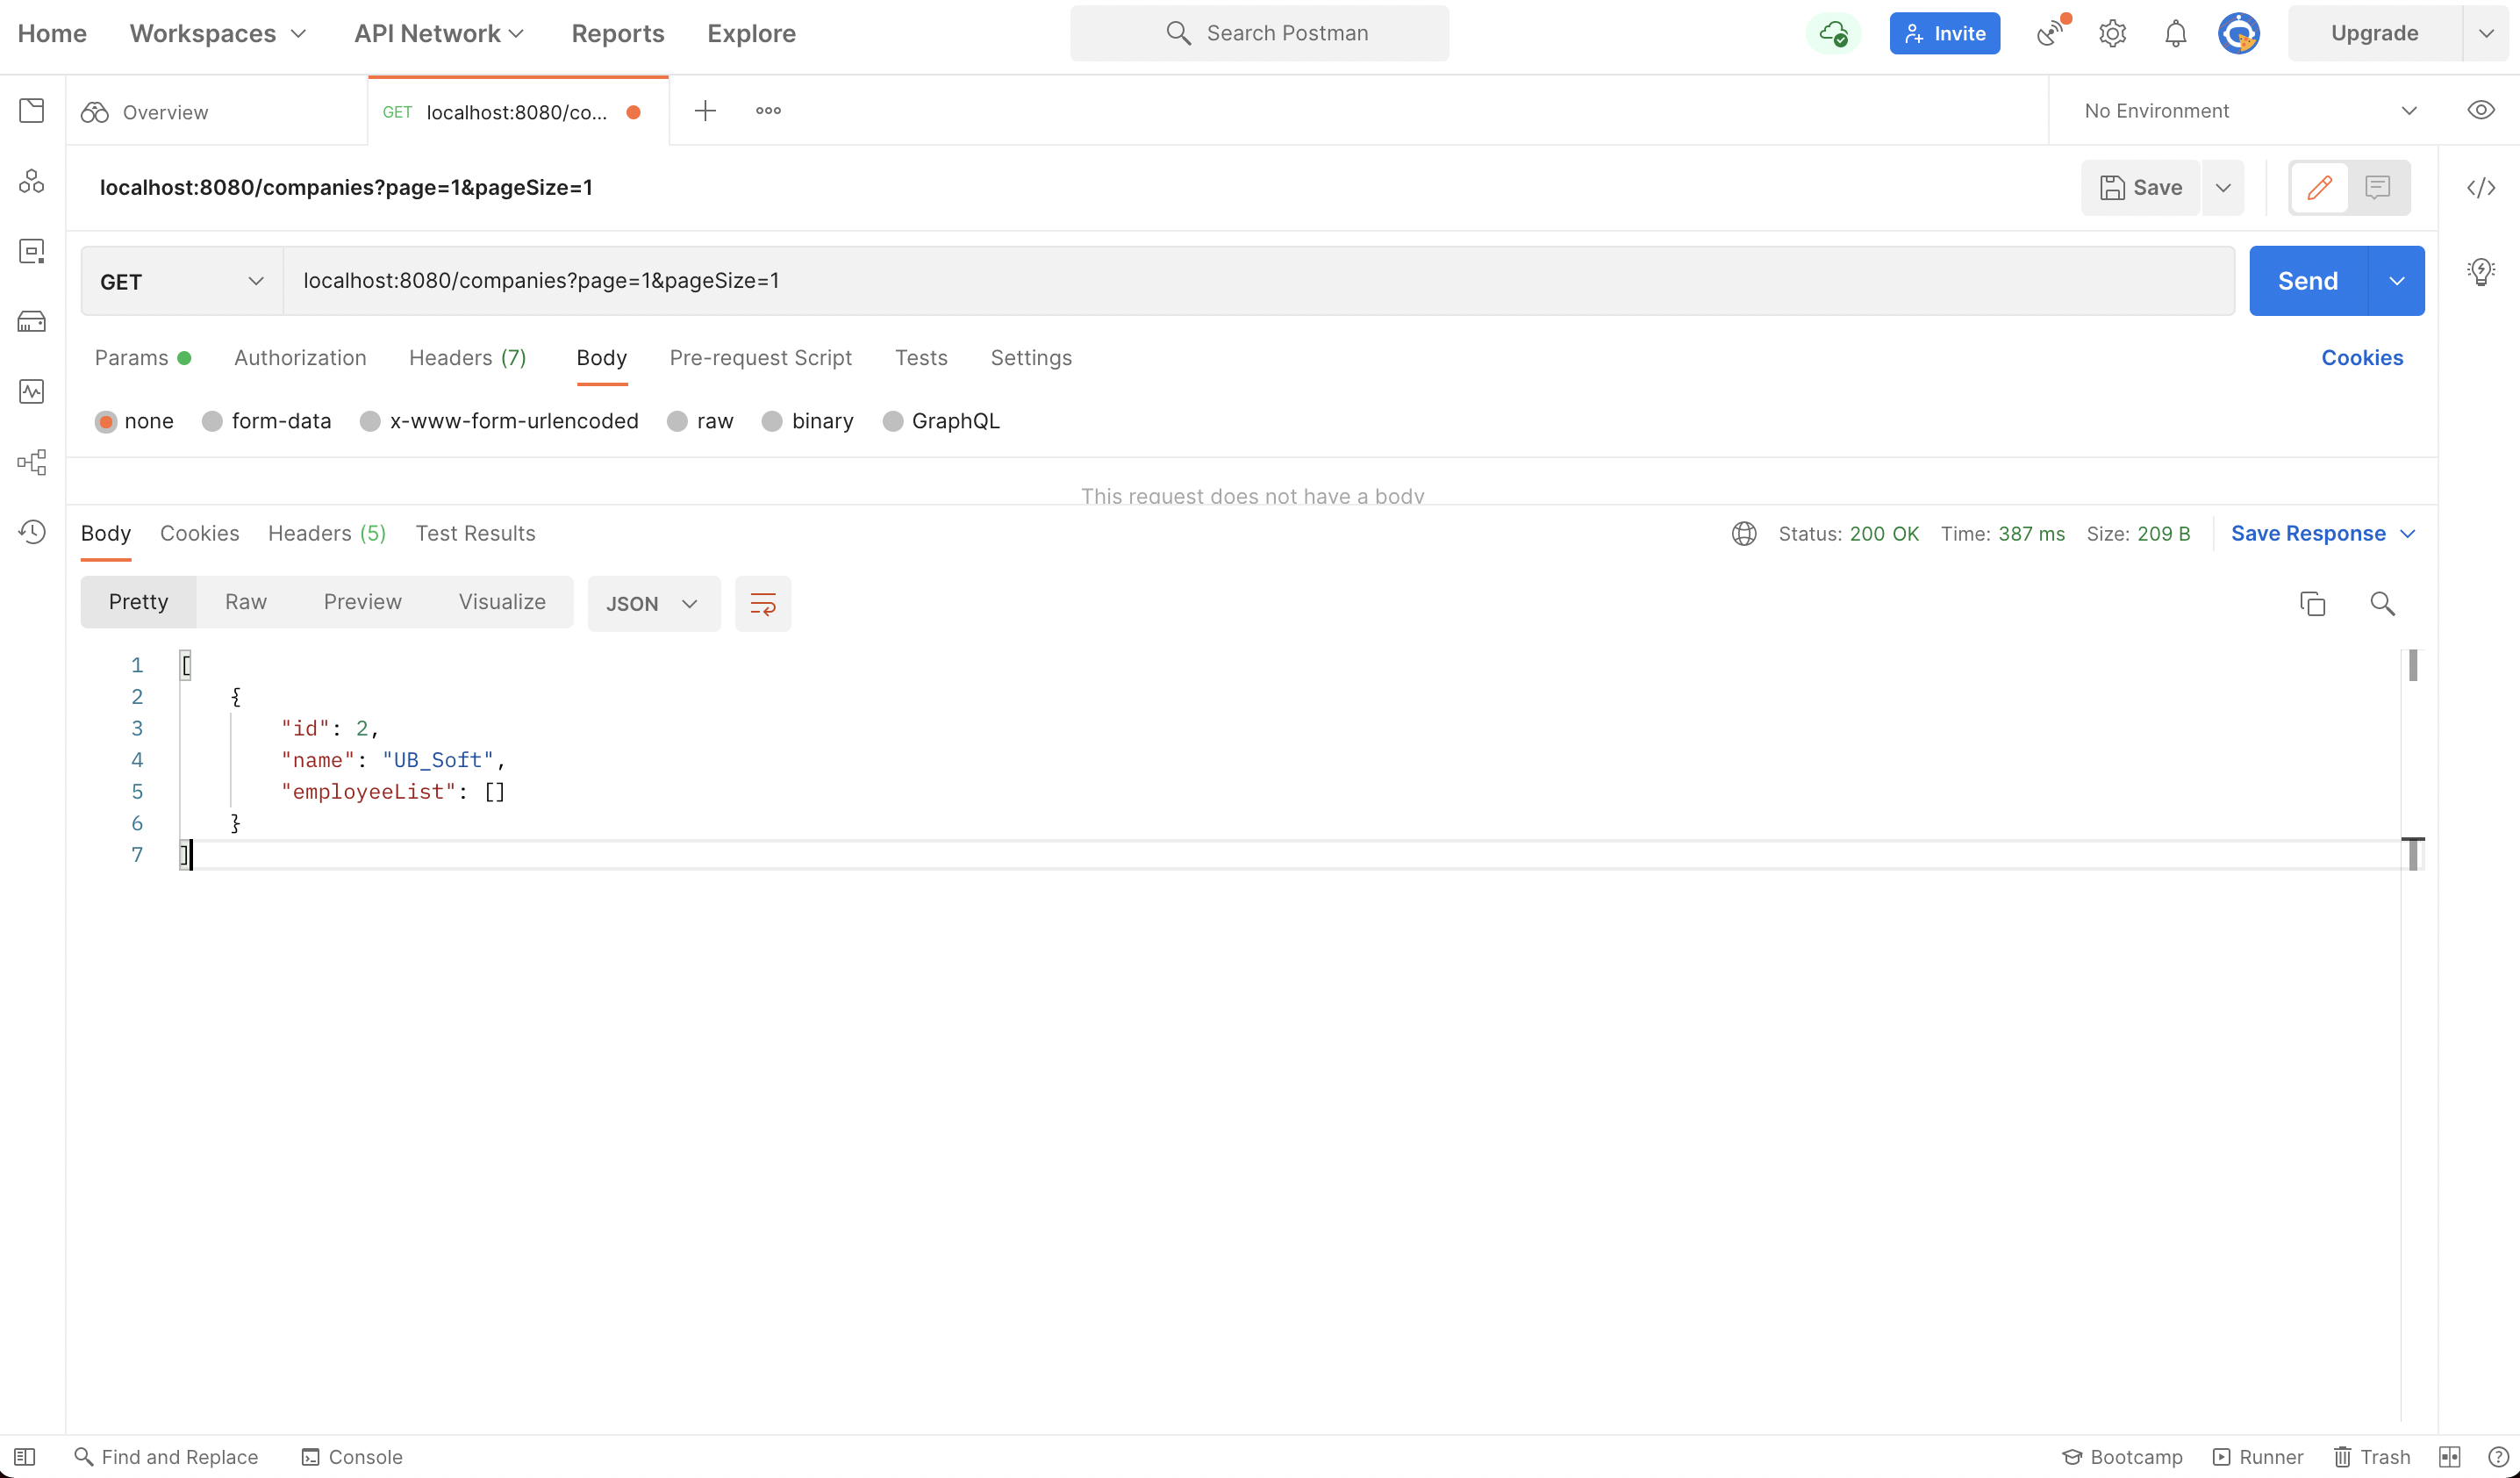 Home Workspaces API Network Reports Explore Search Postman Invite Upgrade
Overview GET localhost:8080/co... No Environment
localhost:8080/companies?page=1&pageSize=1 Save
GET localhost:8080/companies?page=1&pageSize=1 Send
Params Authorization Headers (7) Body Pre-request Script Tests Settings Cookies
none form-data x-www-form-urlencoded raw binary GraphQL
This request does not have a body
Body Cookies Headers (5) Test Results Status: 200 OK Time: 387 ms Size: 209 B Save Response
Pretty Raw Preview Visualize JSON
1 [
2 {
3 "id": 2,
4 "name": "UB_Soft",
5 "employeeList": []
6 }
7 ]
Find and Replace Console Bootcamp Runner Trash